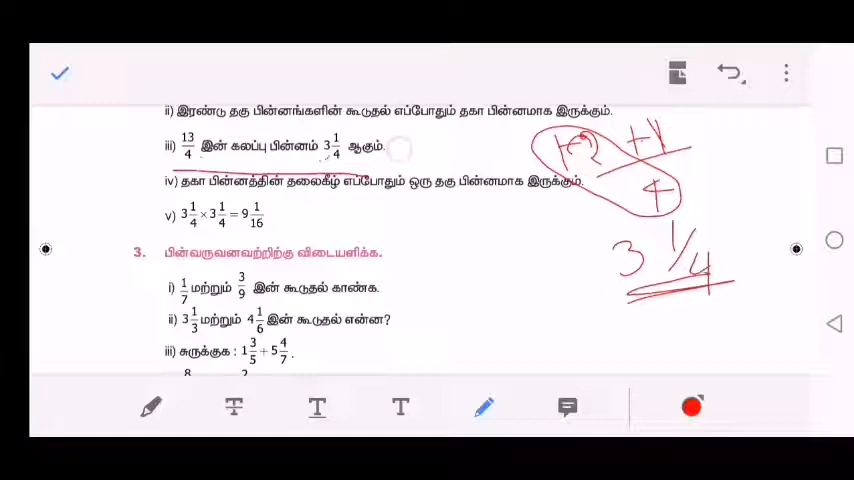 ii) இரண்டு தகு பின்னங்களின் கூடுதல் எப்போதும் தகா பின்னமாக இருக்கும்.
iii) 13/4 இன் கலப்பு பின்னம் 3 1/4 ஆகும்.
iv) தகா பின்னத்தின் தலைகீழ் எப்போதும் ஒரு தகு பின்னமாக இருக்கும்.
v) 3 1/4 × 3 1/4 = 9 1/16
3. பின்வருவனவற்றிற்கு விடையளிக்க.
i) 1/7 மற்றும் 3/9 இன் கூடுதல் காண்க.
ii) 3 1/3 மற்றும் 4 1/6 இன் கூடுதல் என்ன?
iii) சுருக்குக : 1 3/5 + 5 4/7 .
8 2
4
3 1/4
T T T